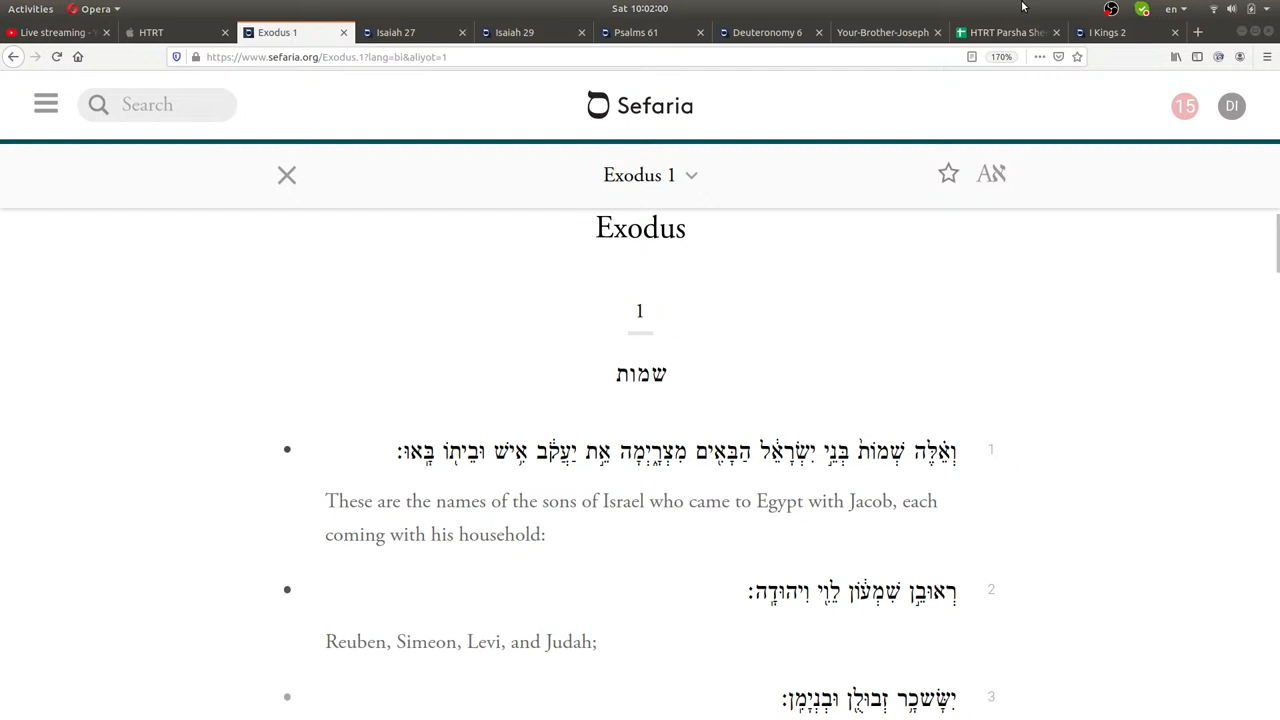 Activities Opera Sat 10:02:00 en
Live streaming - HTRT Exodus 1 Isaiah 27 Isaiah 29 Psalms 61 Deuteronomy 6 Your-Brother-Joseph HTRT Parsha She I Kings 2
https://www.sefaria.org/Exodus.1?lang=bi&aliyot=1 170%
Search Sefaria 15 DI
Exodus 1 Aא
Exodus
1
שמות
וְאֵ֗לֶּה שְׁמוֹת֙ בְּנֵ֣י יִשְׂרָאֵ֔ל הַבָּאִ֖ים מִצְרָ֑יְמָה אֵ֣ת יַעֲקֹ֔ב אִ֥ישׁ וּבֵית֖וֹ בָּֽאוּ׃ 1
These are the names of the sons of Israel who came to Egypt with Jacob, each
coming with his household:
רְאוּבֵ֣ן שִׁמְע֔וֹן לֵוִ֖י וִיהוּדָֽה׃ 2
Reuben, Simeon, Levi, and Judah;
יִשָּׂשכָ֥ר זְבוּלֻ֖ן וּבִנְיָמִֽן׃ 3